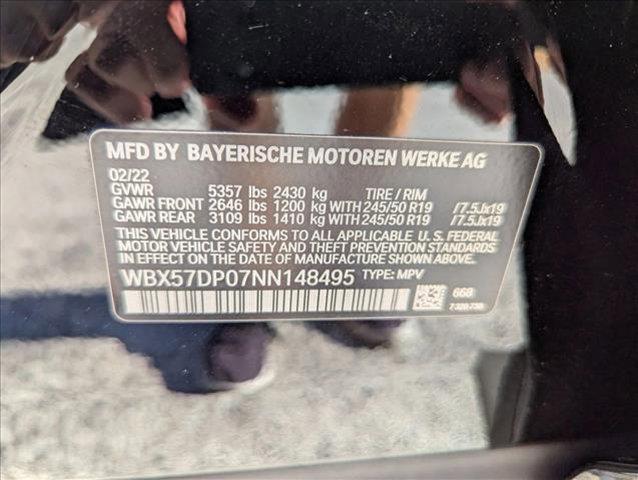 MFD BY BAYERISCHE MOTOREN WERKE AG
02/22
GVWR 5357 lbs 2430 kg TIRE / RIM
GAWR FRONT 2646 lbs 1200 kg WITH 245/50 R19 /7.5Jx19
GAWR REAR 3109 lbs 1410 kg WITH 245/50 R19 /7.5Jx19
THIS VEHICLE CONFORMS TO ALL APPLICABLE U.S. FEDERAL
MOTOR VEHICLE SAFETY AND THEFT PREVENTION STANDARDS
IN EFFECT ON THE DATE OF MANUFACTURE SHOWN ABOVE.
WBX57DP07NN148495 TYPE: MPV
668